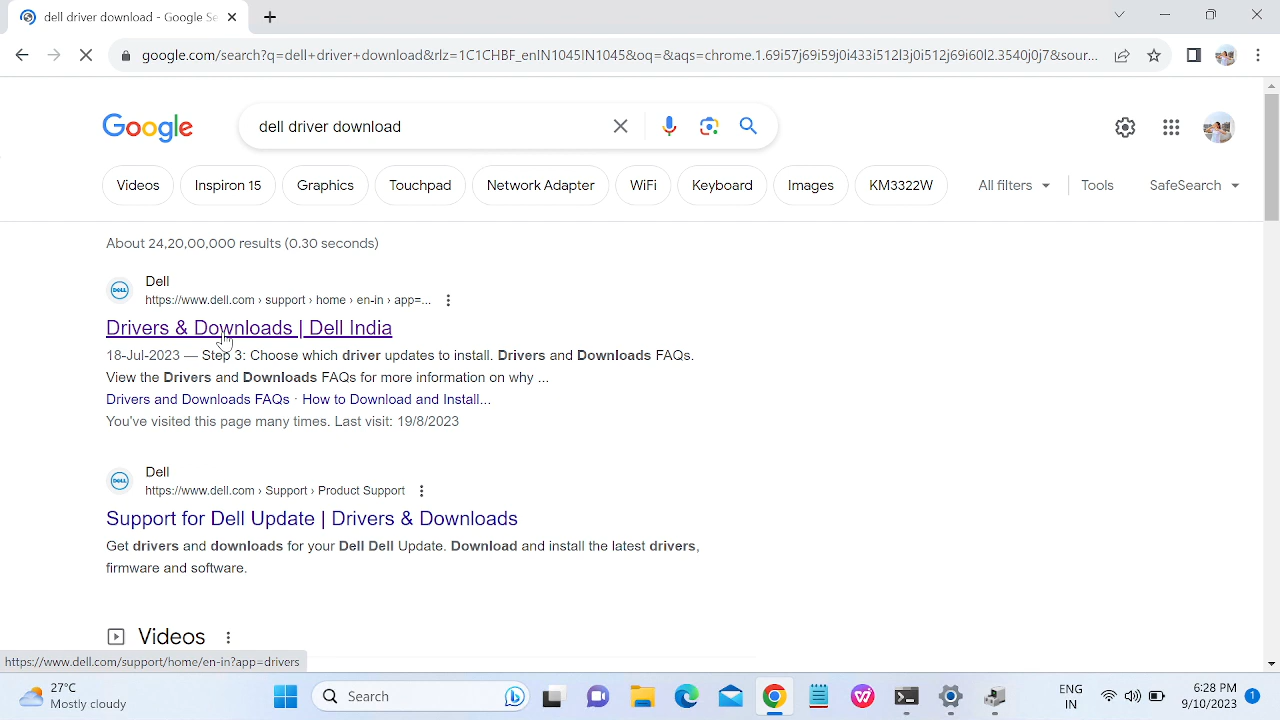 dell driver download - Google Se
google.com/search?q=dell+driver+download&rlz=1C1CHBF_enIN1045IN1045&oq=&aqs=chrome.1.69i57j69i59j0i433i512l3j0i512j69i60l2.3540j0j7&sour...
Google
dell driver download
Videos
Inspiron 15
Graphics
Touchpad
Network Adapter
WiFi
Keyboard
Images
KM3322W
All filters
Tools
SafeSearch
About 24,20,00,000 results (0.30 seconds)
DELL
Dell
https://www.dell.com › support › home › en-in › app=...
Drivers & Downloads | Dell India
18-Jul-2023 — Step 3: Choose which driver updates to install. Drivers and Downloads FAQs.
View the Drivers and Downloads FAQs for more information on why ...
Drivers and Downloads FAQs · How to Download and Install...
You've visited this page many times. Last visit: 19/8/2023
DELL
Dell
https://www.dell.com › Support › Product Support
Support for Dell Update | Drivers & Downloads
Get drivers and downloads for your Dell Dell Update. Download and install the latest drivers,
firmware and software.
Videos
https://www.dell.com/support/home/en-in?app=drivers
27°C
Mostly cloudy
Search
ENG
IN
6:28 PM
9/10/2023
1